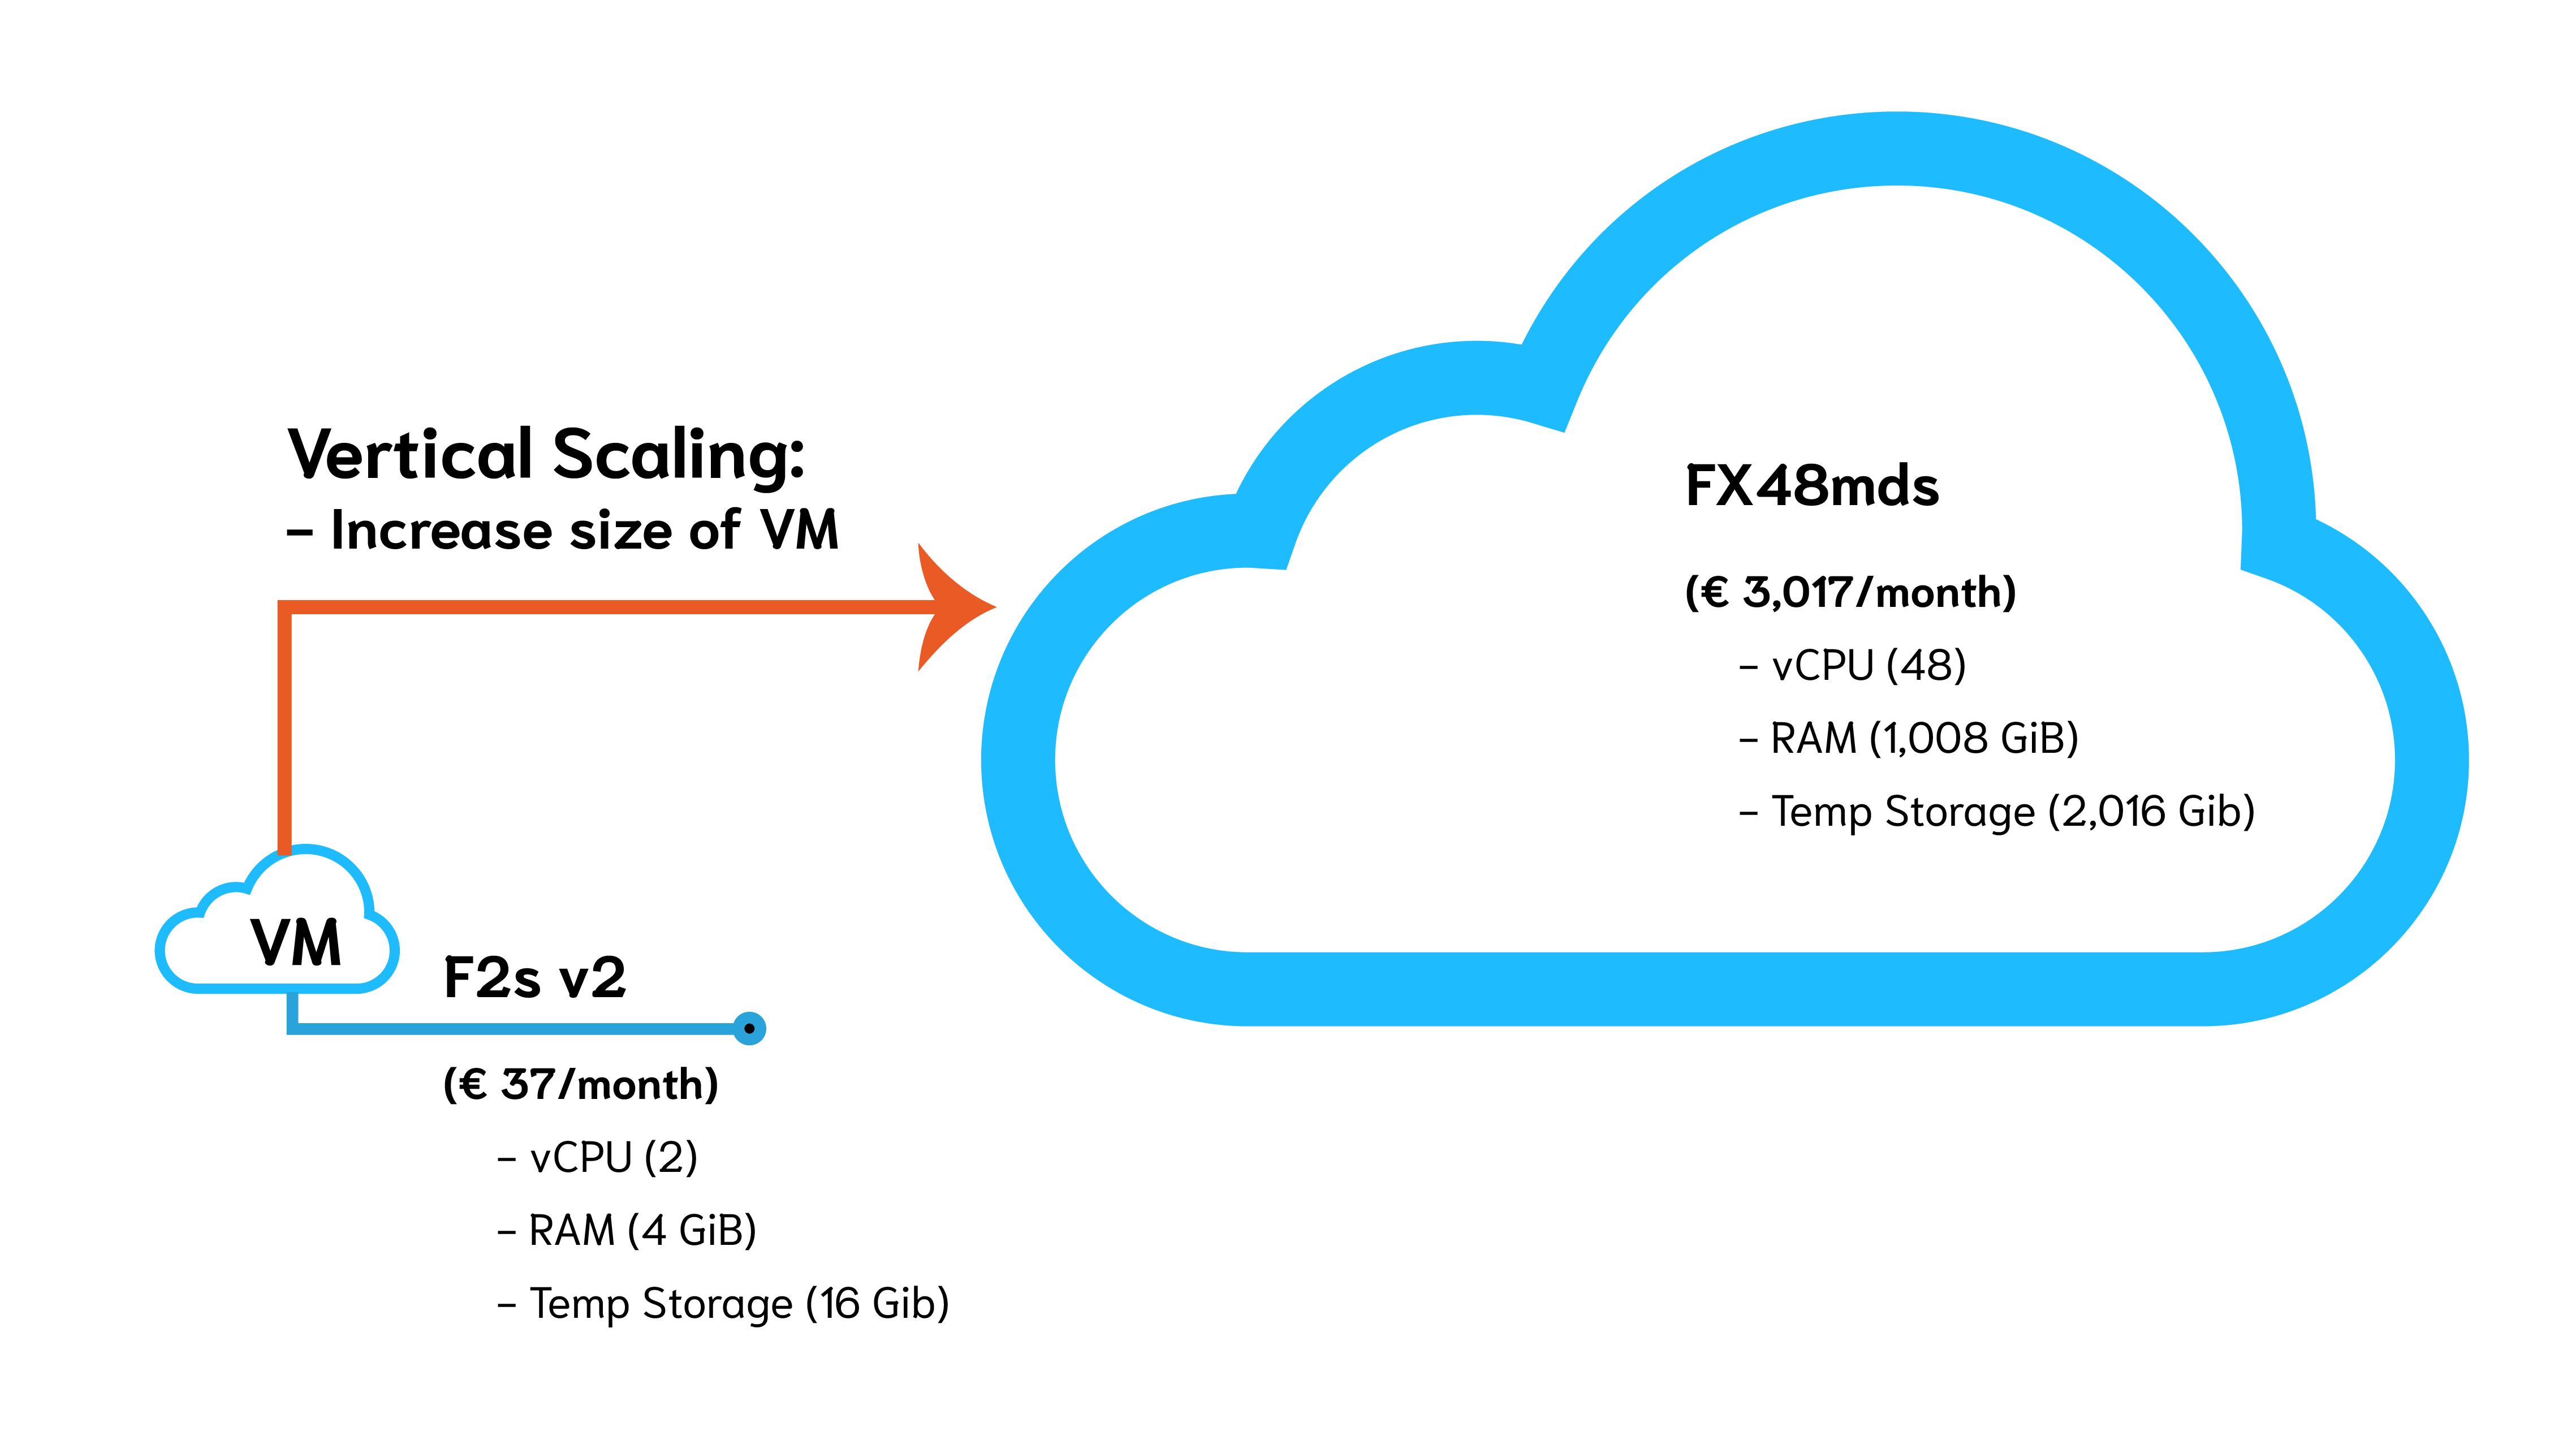 Vertical Scaling:
– Increase size of VM
FX48mds
(€ 3,017/month)
– vCPU (48)
– RAM (1,008 GiB)
– Temp Storage (2,016 Gib)
VM
F2s v2
(€ 37/month)
– vCPU (2)
– RAM (4 GiB)
– Temp Storage (16 Gib)